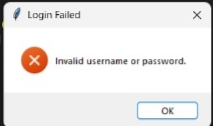 Login Failed
Invalid username or password.
OK